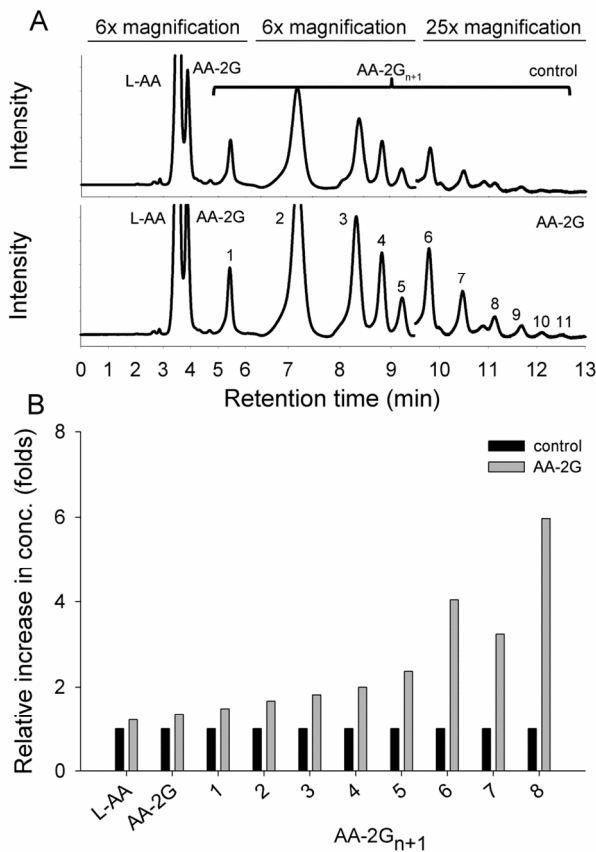 A
6x magnification 6x magnification 25x magnification
L-AA AA-2G AA-2Gn+1 control
Intensity
L-AA AA-2G 1 2 3 4 5 6 7 8 9 10 11 AA-2G
Intensity
0 1 2 3 4 5 6 7 8 9 10 11 12 13
Retention time (min)
B
Relative increase in conc. (folds)
8
6
4
2
0
control
AA-2G
L-AA AA-2G 1 2 3 4 5 6 7 8
AA-2Gn+1